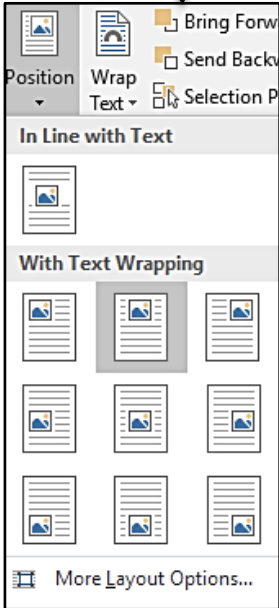 Bring Forw
Send Backw
Position Wrap
Text Selection P
In Line with Text
With Text Wrapping
More Layout Options...